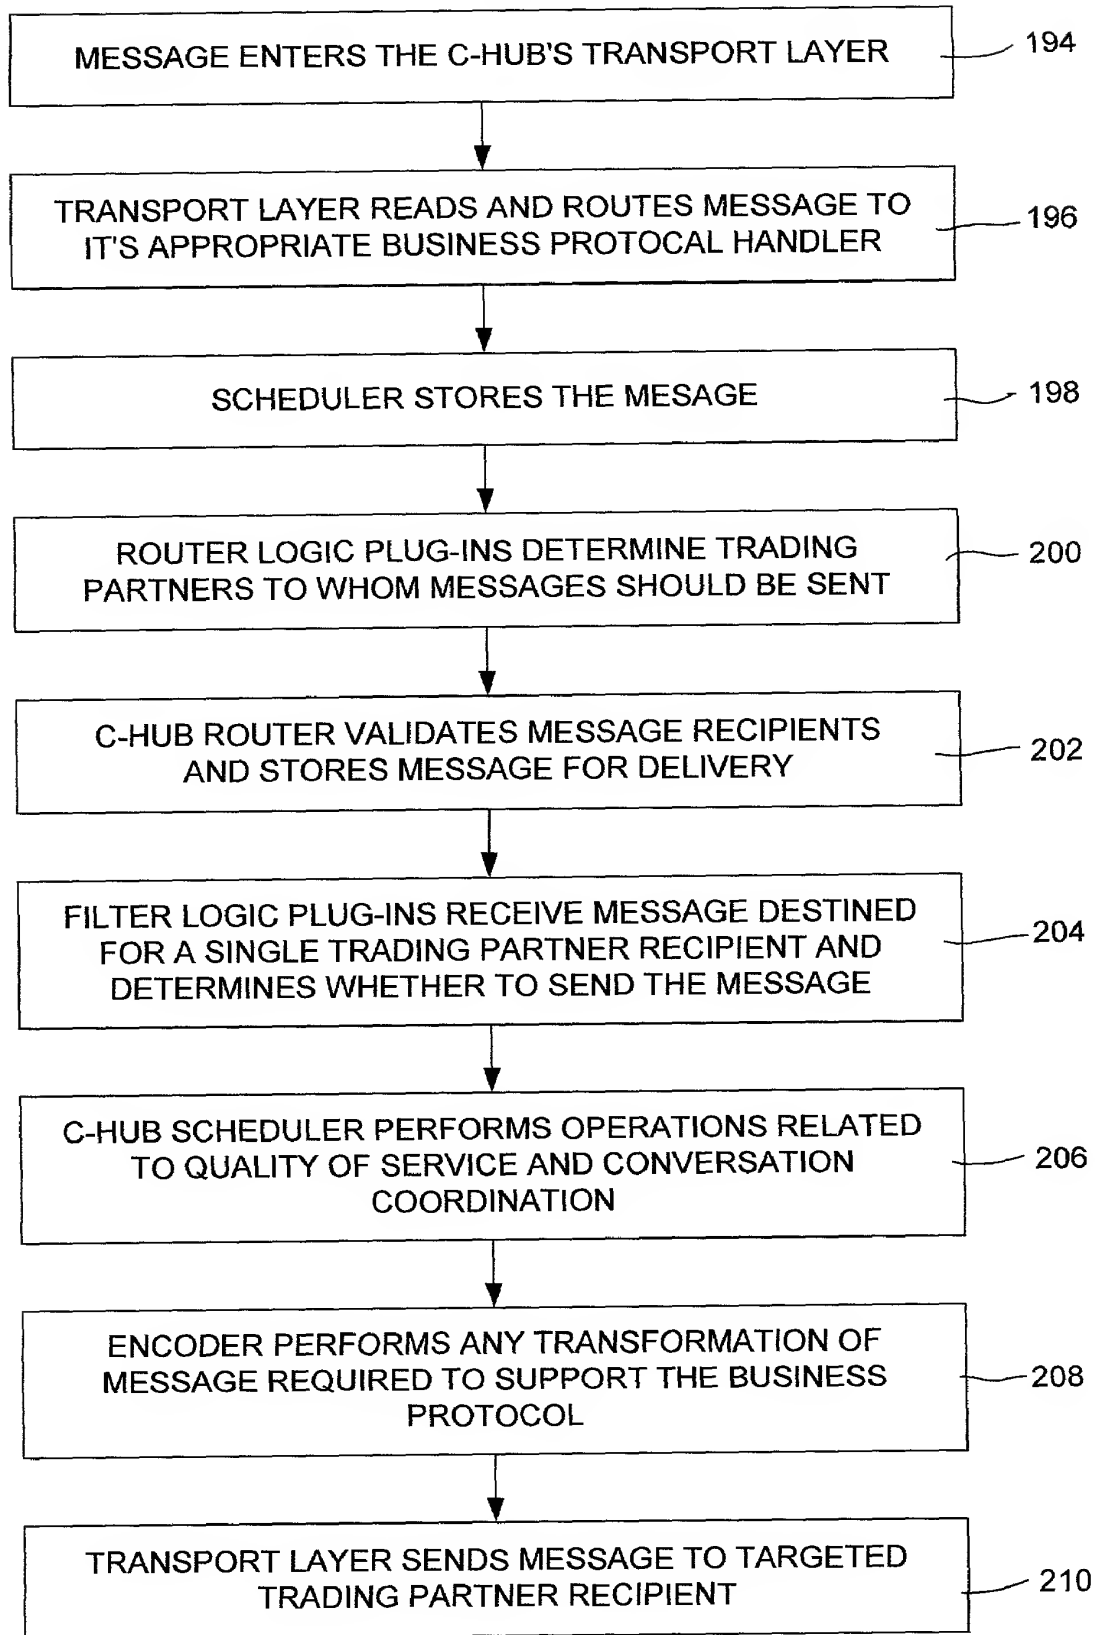 MESSAGE ENTERS THE C-HUB'S TRANSPORT LAYER
194
TRANSPORT LAYER READS AND ROUTES MESSAGE TO
IT'S APPROPRIATE BUSINESS PROTOCAL HANDLER
196
SCHEDULER STORES THE MESAGE
198
ROUTER LOGIC PLUG-INS DETERMINE TRADING
PARTNERS TO WHOM MESSAGES SHOULD BE SENT
200
C-HUB ROUTER VALIDATES MESSAGE RECIPIENTS
AND STORES MESSAGE FOR DELIVERY
202
FILTER LOGIC PLUG-INS RECEIVE MESSAGE DESTINED
FOR A SINGLE TRADING PARTNER RECIPIENT AND
DETERMINES WHETHER TO SEND THE MESSAGE
204
C-HUB SCHEDULER PERFORMS OPERATIONS RELATED
TO QUALITY OF SERVICE AND CONVERSATION
COORDINATION
206
ENCODER PERFORMS ANY TRANSFORMATION OF
MESSAGE REQUIRED TO SUPPORT THE BUSINESS
PROTOCOL
208
TRANSPORT LAYER SENDS MESSAGE TO TARGETED
TRADING PARTNER RECIPIENT
210